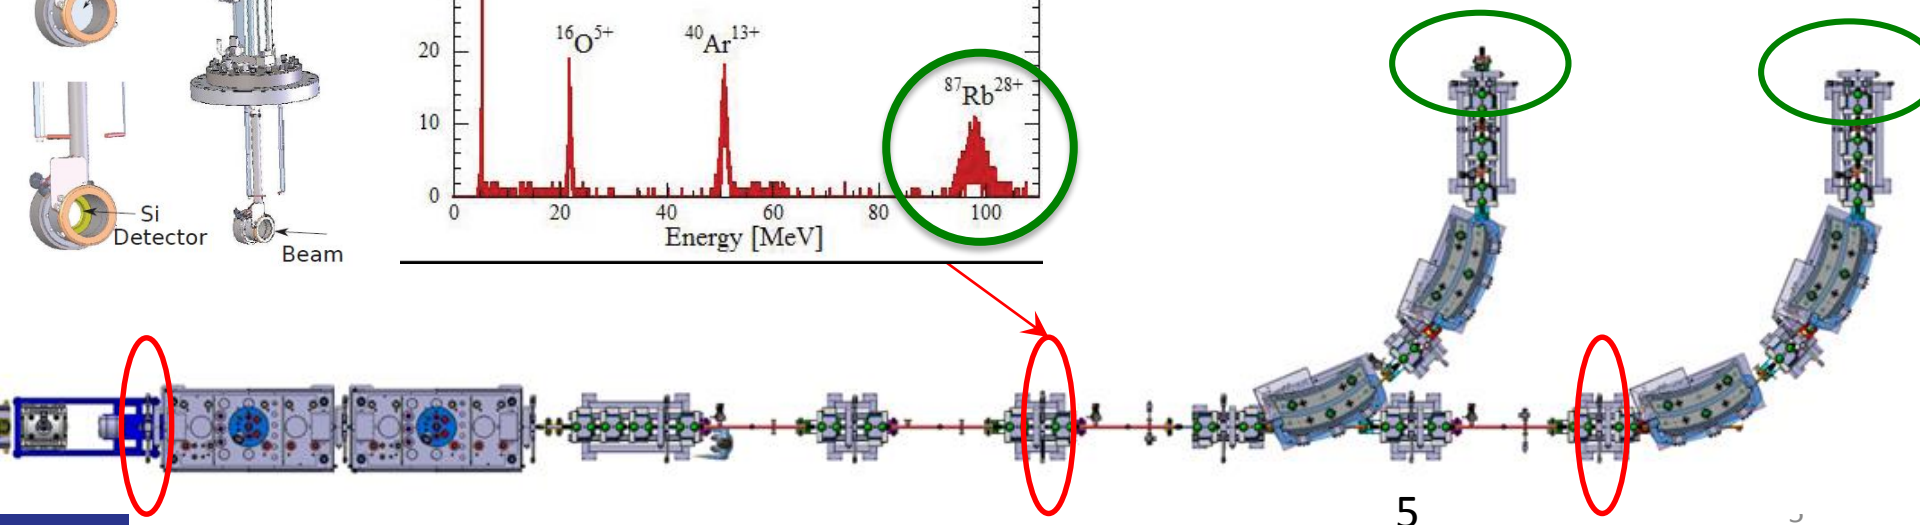 Si
Detector
Beam
20
10
0
¹⁶O⁵⁺
⁴⁰Ar¹³⁺
⁸⁷Rb²⁸⁺
0 20 40 60 80 100
Energy [MeV]
5